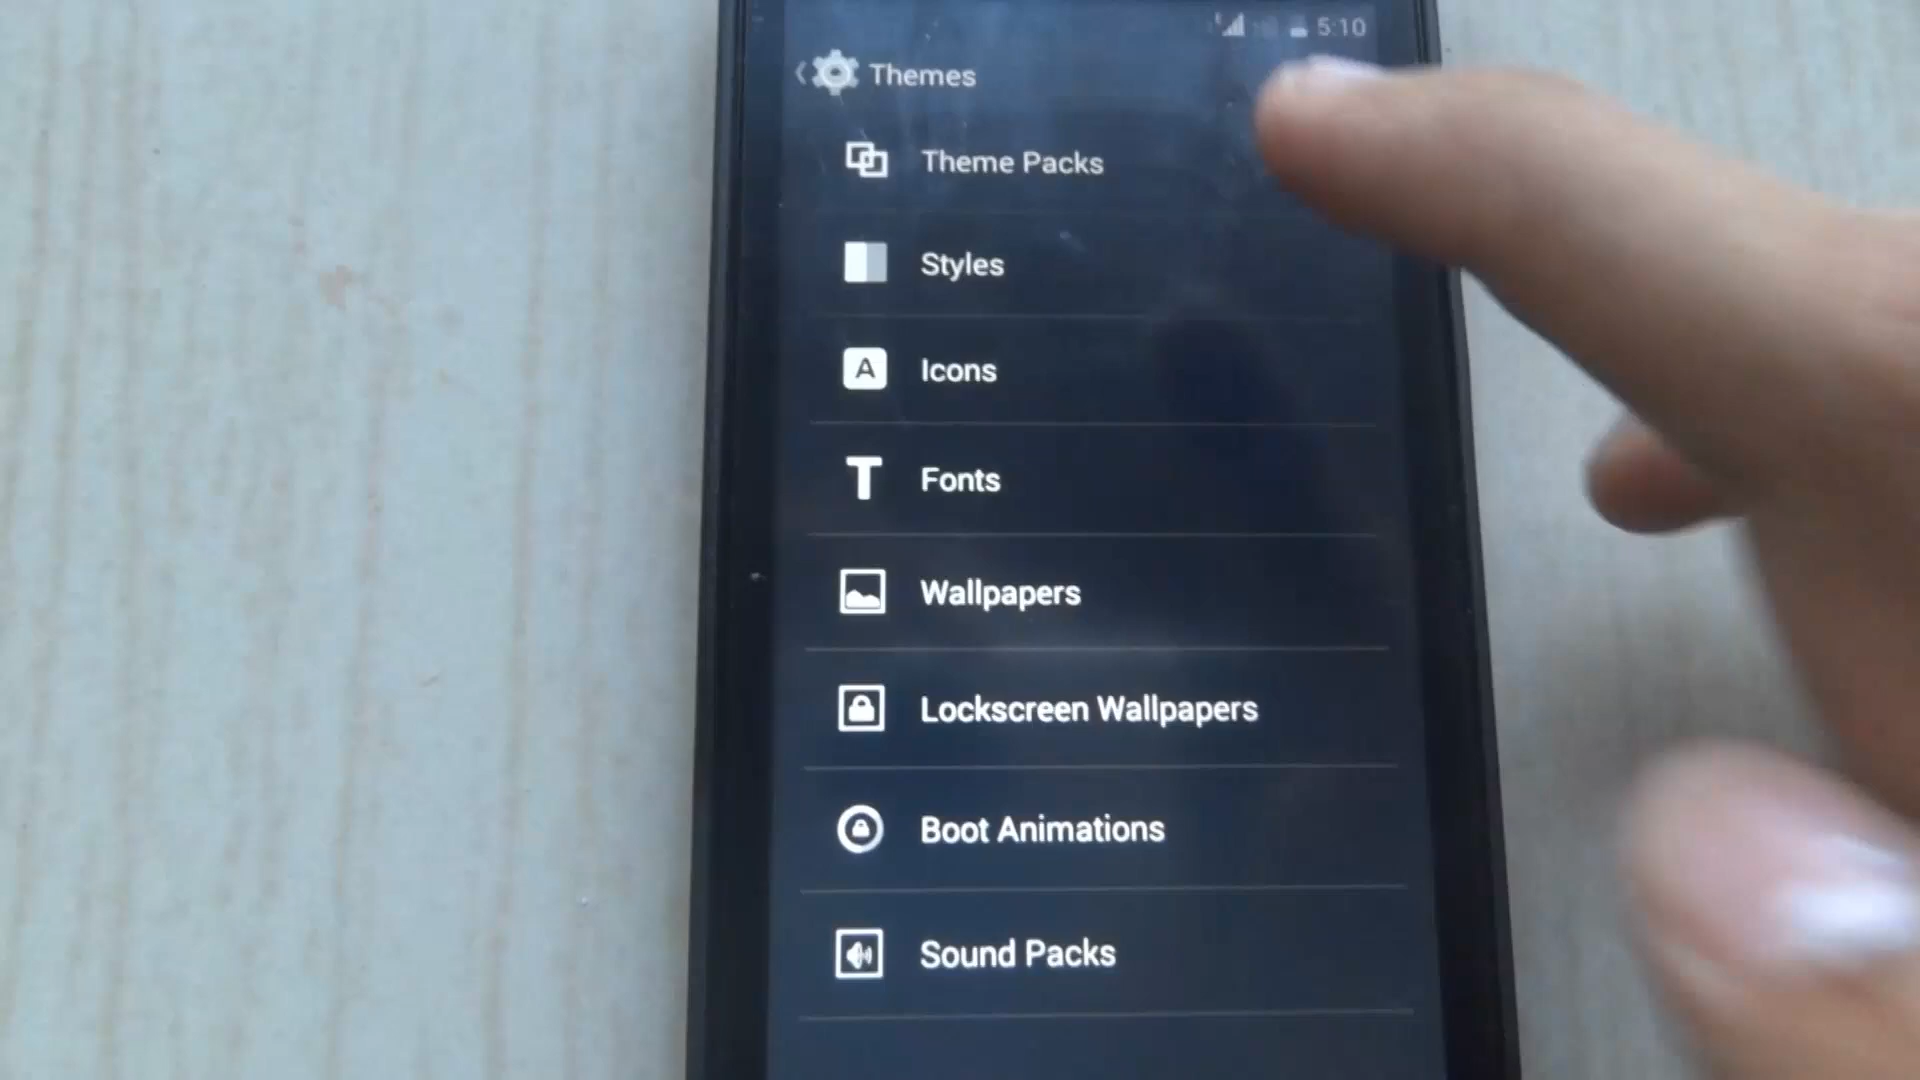 5:10
Themes
Theme Packs
Styles
A Icons
T Fonts
Wallpapers
Lockscreen Wallpapers
Boot Animations
Sound Packs